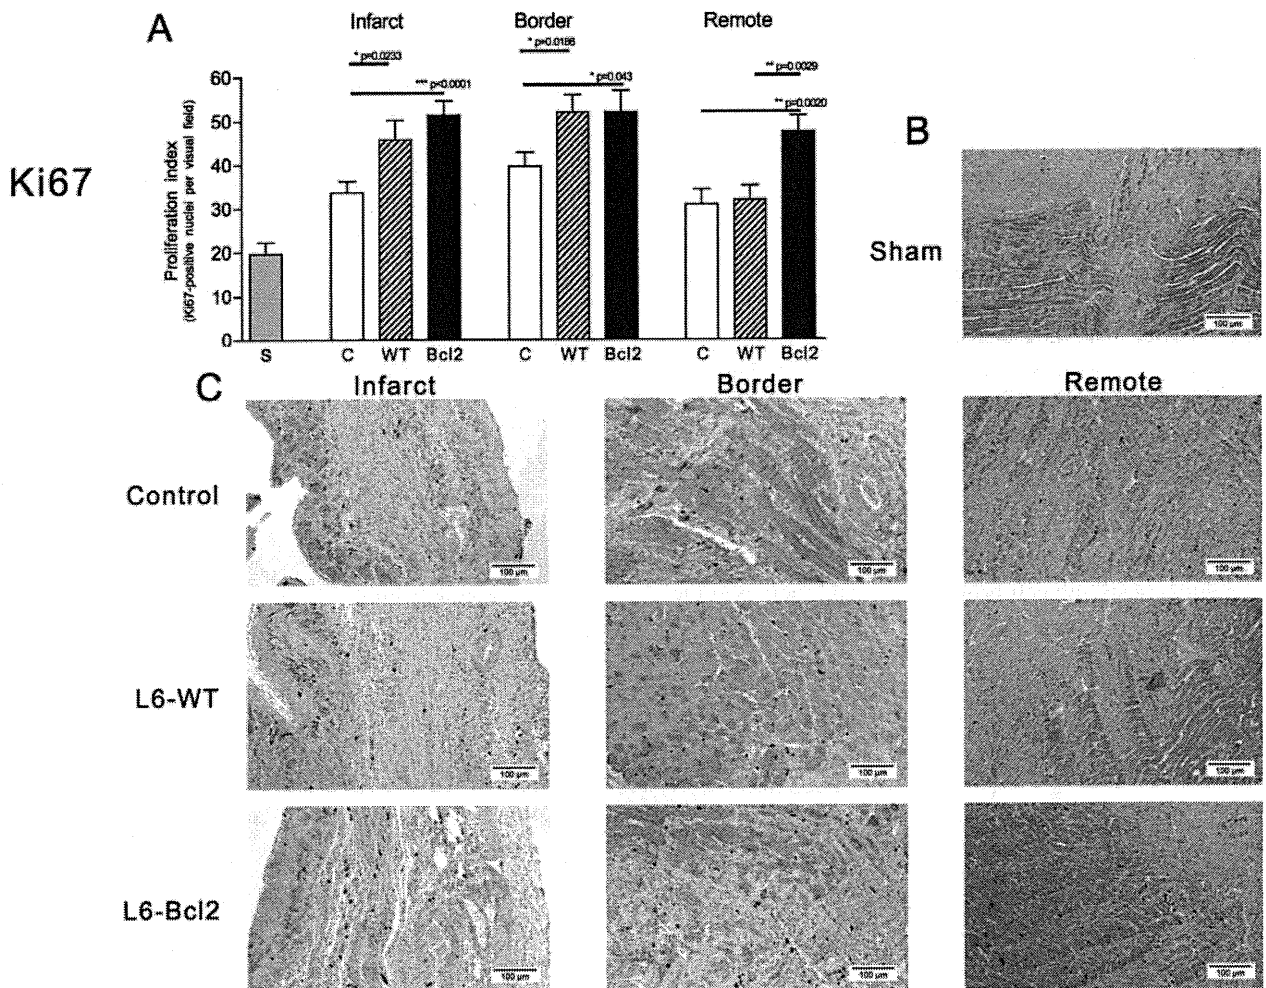 A
Infarct
Border
Remote
* p=0.0233
*** p<0.0001
* p=0.0186
* p=0.043
** p=0.0029
** p=0.0020
Ki67
Proliferation index
(Ki67-positive nuclei per visual field)
60
50
40
30
20
10
0
S
C
WT
Bcl2
C
WT
Bcl2
C
WT
Bcl2
B
Sham
100 µm
C
Infarct
Border
Remote
Control
100 µm
100 µm
100 µm
L6-WT
100 µm
100 µm
100 µm
L6-Bcl2
100 µm
100 µm
100 µm